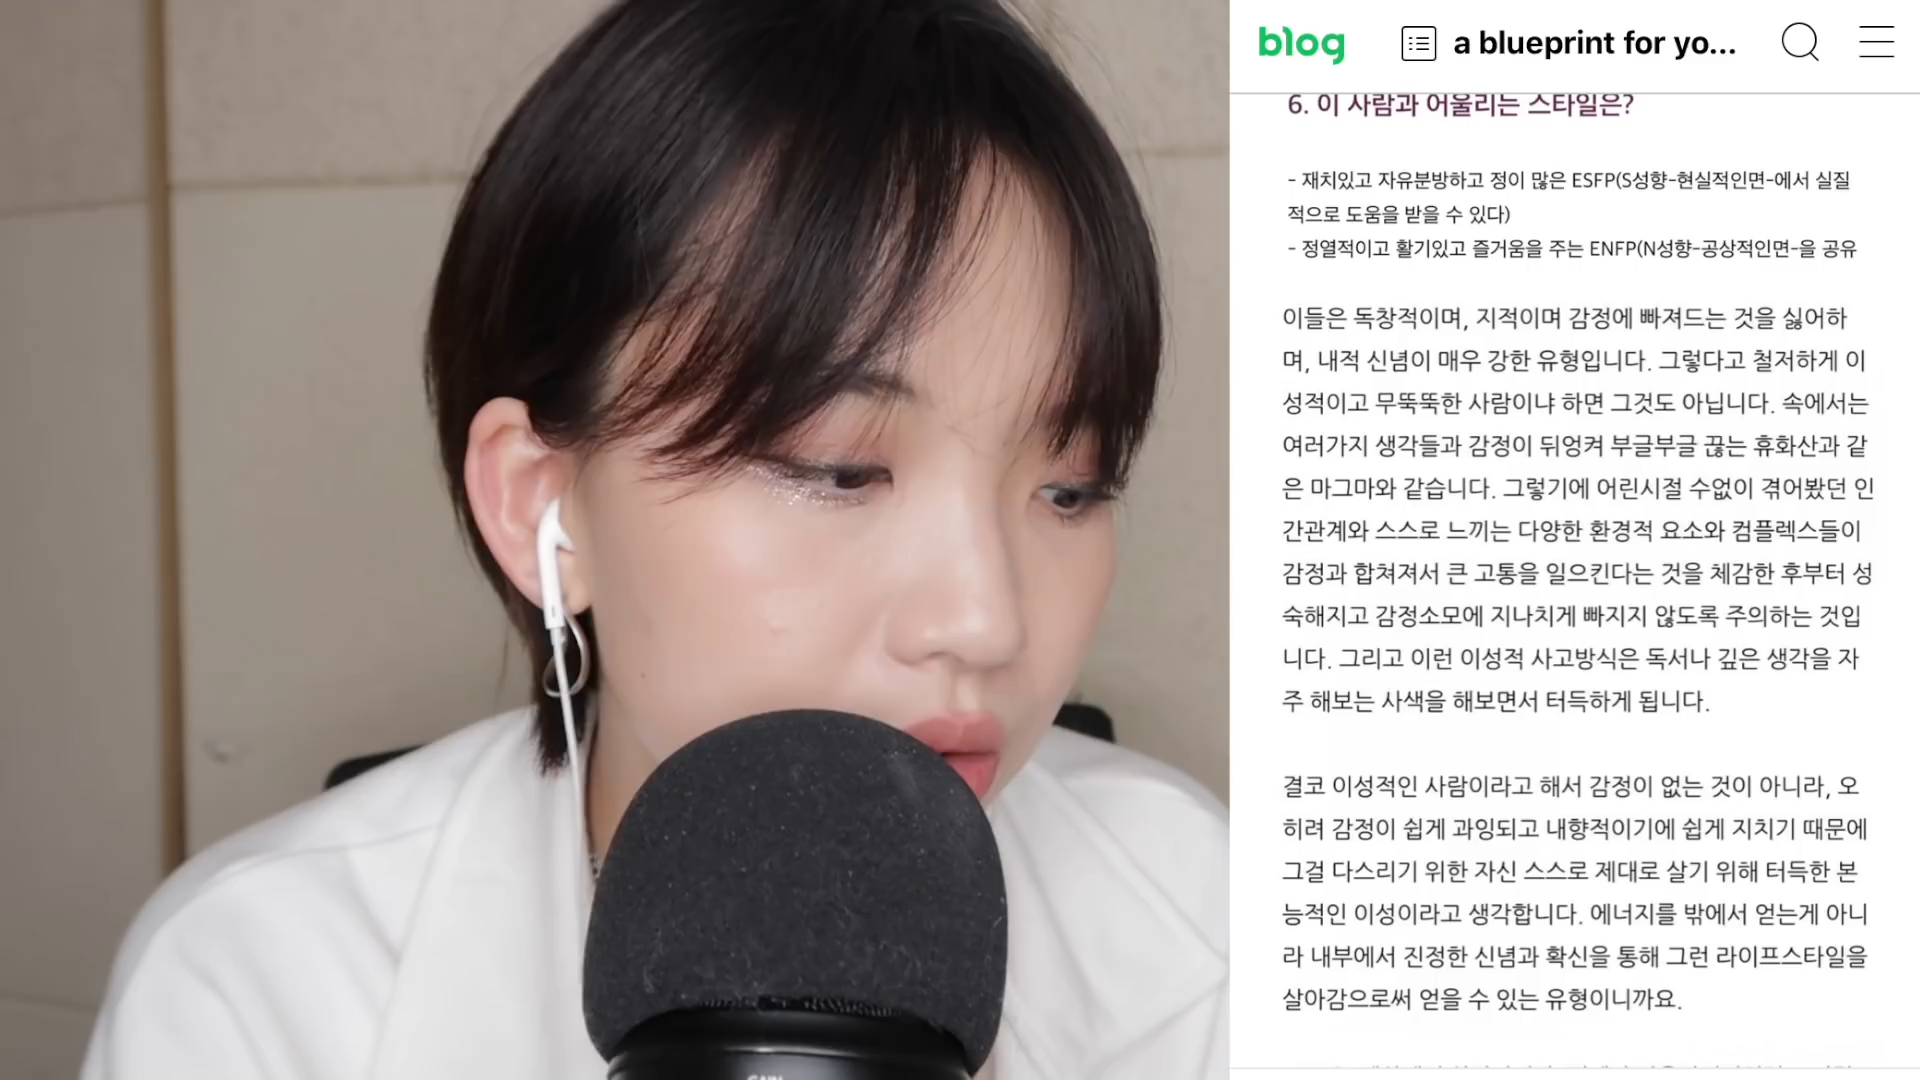 blog
a blueprint for yo...
6. 이 사람과 어울리는 스타일은?
- 재치있고 자유분방하고 정이 많은 ESFP(S성향-현실적인면-에서 실질
적으로 도움을 받을 수 있다)
- 정열적이고 활기있고 즐거움을 주는 ENFP(N성향-공상적인면-을 공유
이들은 독창적이며, 지적이며 감정에 빠져드는 것을 싫어하
며, 내적 신념이 매우 강한 유형입니다. 그렇다고 철저하게 이
성적이고 무뚝뚝한 사람이냐 하면 그것도 아닙니다. 속에서는
여러가지 생각들과 감정이 뒤엉켜 부글부글 끊는 휴화산과 같
은 마그마와 같습니다. 그렇기에 어린시절 수없이 겪어봤던 인
간관계와 스스로 느끼는 다양한 환경적 요소와 컴플렉스들이
감정과 합쳐져서 큰 고통을 일으킨다는 것을 체감한 후부터 성
숙해지고 감정소모에 지나치게 빠지지 않도록 주의하는 것입
니다. 그리고 이런 이성적 사고방식은 독서나 깊은 생각을 자
주 해보는 사색을 해보면서 터득하게 됩니다.
결코 이성적인 사람이라고 해서 감정이 없는 것이 아니라, 오
히려 감정이 쉽게 과잉되고 내향적이기에 쉽게 지치기 때문에
그걸 다스리기 위한 자신 스스로 제대로 살기 위해 터득한 본
능적인 이성이라고 생각합니다. 에너지를 밖에서 얻는게 아니
라 내부에서 진정한 신념과 확신을 통해 그런 라이프스타일을
살아감으로써 얻을 수 있는 유형이니까요.